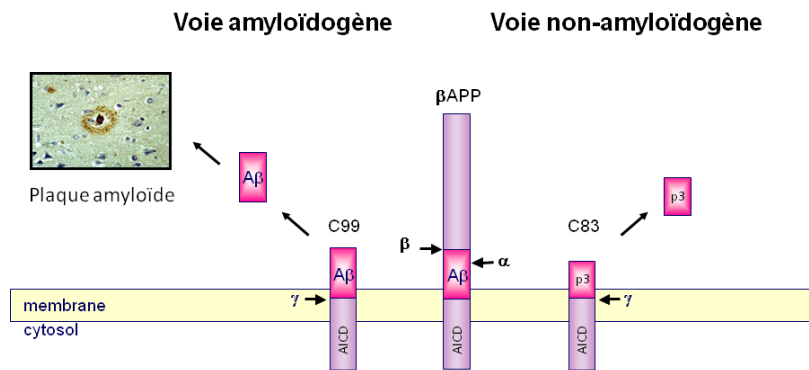 Voie amyloïdogène
Voie non-amyloïdogène
βAPP
Aβ
Plaque amyloïde
p3
C99
C83
β
α
Aβ
Aβ
p3
γ
γ
membrane
cytosol
AICD
AICD
AICD